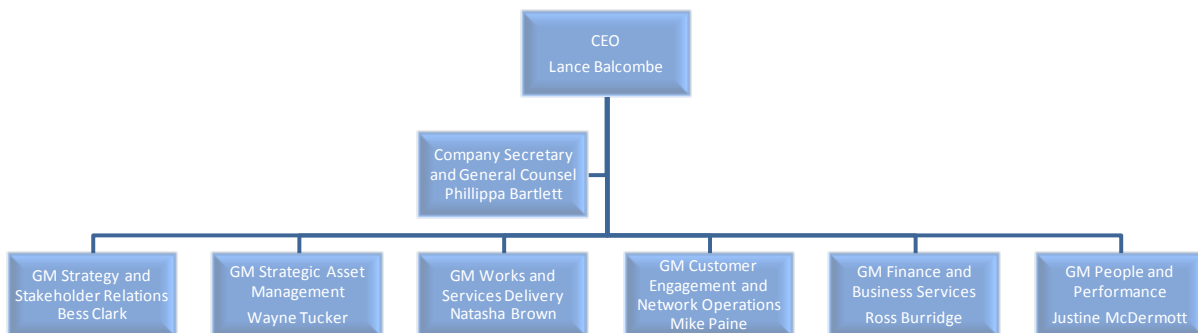 CEO
Lance Balcombe
Company Secretary
and General Counsel
Phillippa Bartlett
GM Strategy and
Stakeholder Relations
Bess Clark
GM Strategic Asset
Management
Wayne Tucker
GM Works and
Services Delivery
Natasha Brown
GM Customer
Engagement and
Network Operations
Mike Paine
GM Finance and
Business Services
Ross Burridge
GM People and
Performance
Justine McDermott